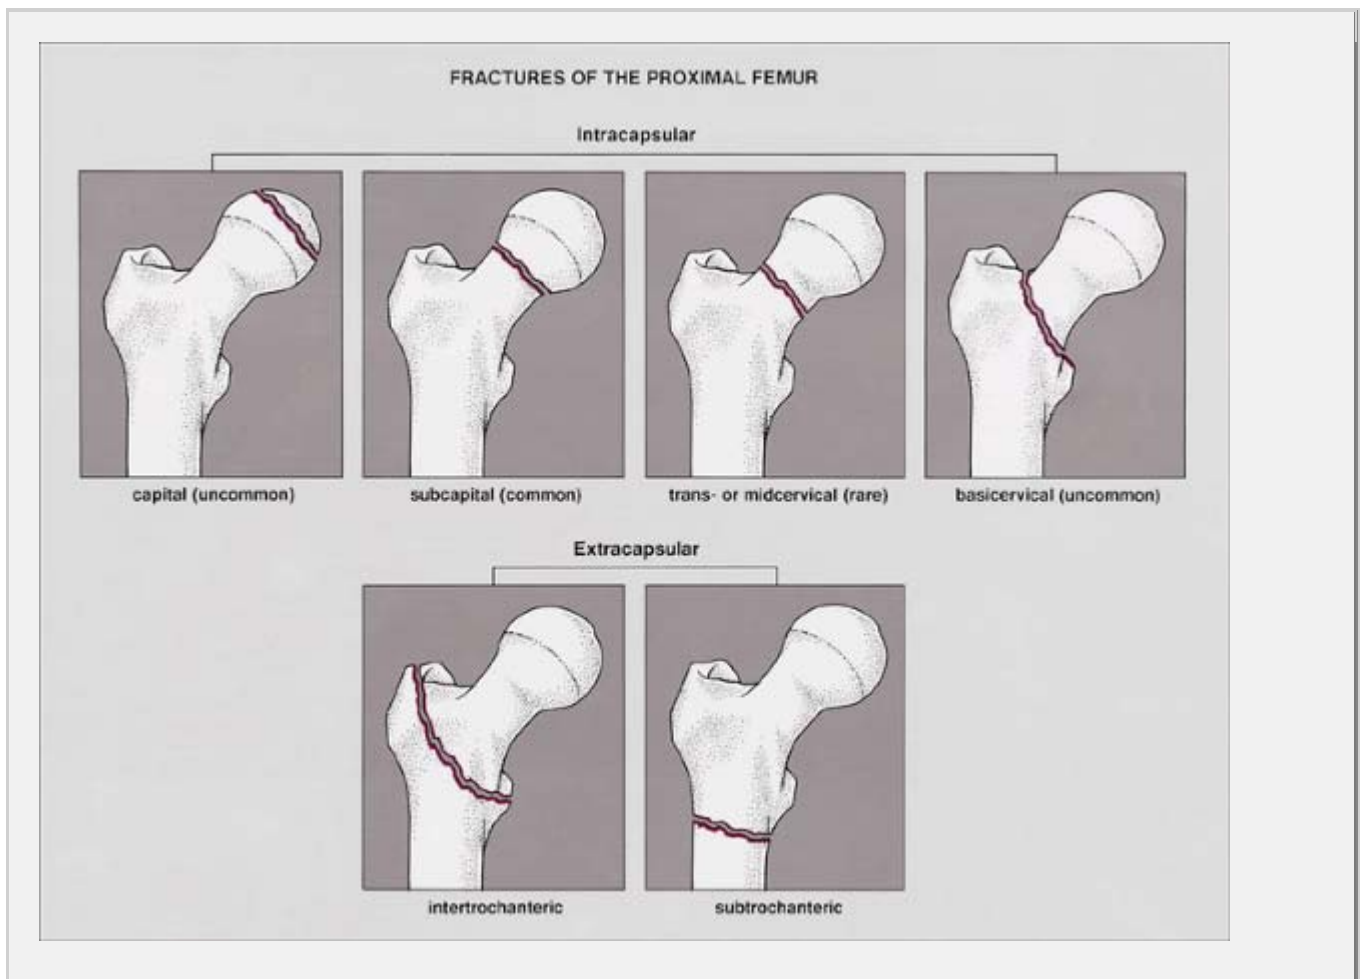 FRACTURES OF THE PROXIMAL FEMUR
Intracapsular
capital (uncommon)
subcapital (common)
trans- or midcervical (rare)
basicervical (uncommon)
Extracapsular
intertrochanteric
subtrochanteric